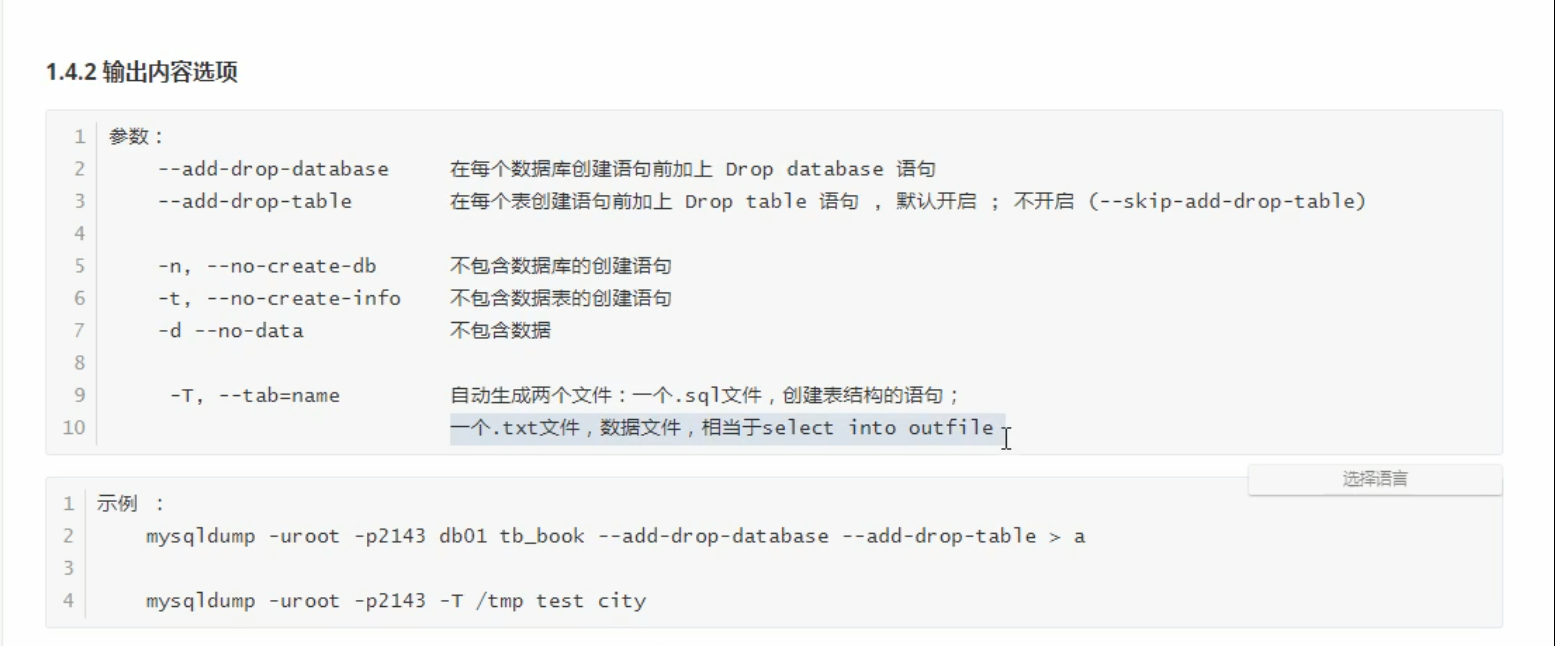 1.4.2 输出内容选项
1 参数：
2 --add-drop-database 在每个数据库创建语句前加上 Drop database 语句
3 --add-drop-table 在每个表创建语句前加上 Drop table 语句 , 默认开启 ; 不开启 (--skip-add-drop-table)
4
5 -n, --no-create-db 不包含数据库的创建语句
6 -t, --no-create-info 不包含数据表的创建语句
7 -d --no-data 不包含数据
8
9 -T, --tab=name 自动生成两个文件：一个.sql文件，创建表结构的语句；
10 一个.txt文件，数据文件，相当于select into outfile
选择语言
1 示例 ：
2 mysqldump -uroot -p2143 db01 tb_book --add-drop-database --add-drop-table > a
3
4 mysqldump -uroot -p2143 -T /tmp test city